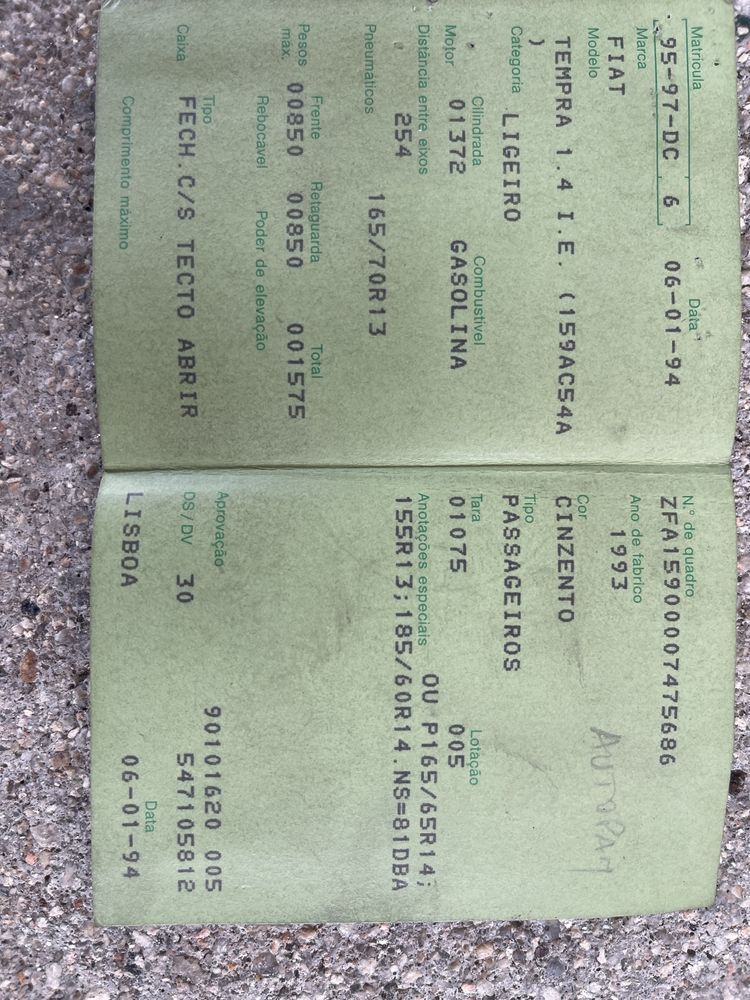 Matrícula Data
95-97-DC 6 06-01-94
Marca
FIAT
Modelo
TEMPRA 1.4 I.E. (159AC54A
)
Categoria LIGEIRO
Motor Cilindrada Combustível
01372 GASOLINA
Distância entre eixos
254
Pneumáticos 165/70R13
Pesos máx. Frente Retaguarda Total
00850 00850 001575
Rebocável Poder de elevação
Caixa Tipo
FECH.C/S TECTO ABRIR
Comprimento máximo
N.º de quadro
ZFA15900007475686
Ano de fabrico
1993
AUTOPAM
Cor
CINZENTO
Tipo
PASSAGEIROS
Tara Lotação
01075 005
Anotações especiais OU P165/65R14;
155R13;185/60R14.NS=81DBA
Aprovação 90101620 005
DS/DV 30 547105812
Data
LISBOA 06-01-94